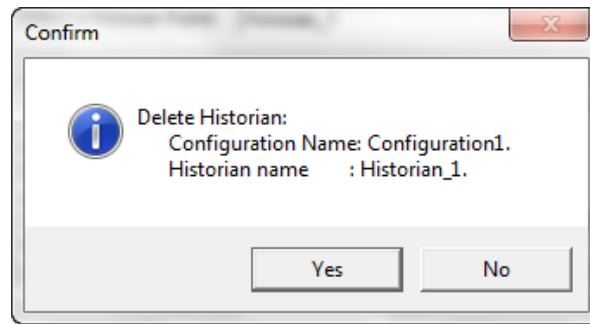 Confirm
Delete Historian:
Configuration Name: Configuration1.
Historian name : Historian_1.
Yes
No